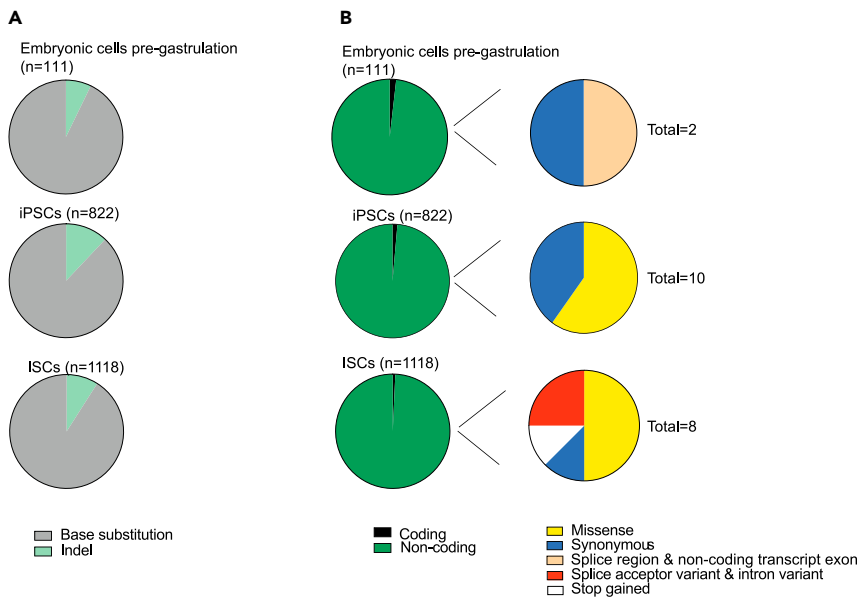 A
Embryonic cells pre-gastrulation
(n=111)
iPSCs (n=822)
ISCs (n=1118)
Base substitution
Indel
B
Embryonic cells pre-gastrulation
(n=111)
Total=2
iPSCs (n=822)
Total=10
ISCs (n=1118)
Total=8
Coding
Non-coding
Missense
Synonymous
Splice region & non-coding transcript exon
Splice acceptor variant & intron variant
Stop gained